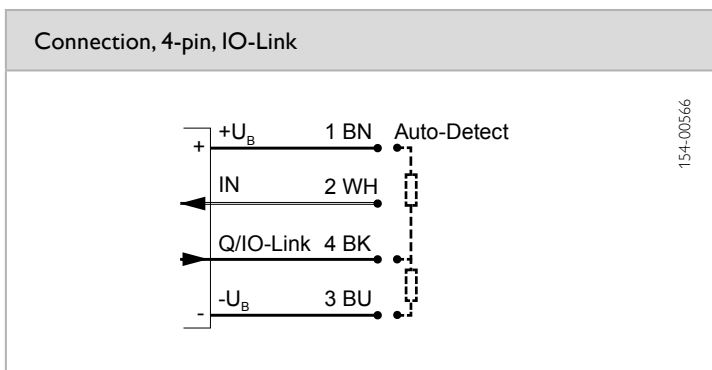 Connection, 4-pin, IO-Link
+U_B 1 BN Auto-Detect
+
IN 2 WH
Q/IO-Link 4 BK
-U_B 3 BU
-
154-00566